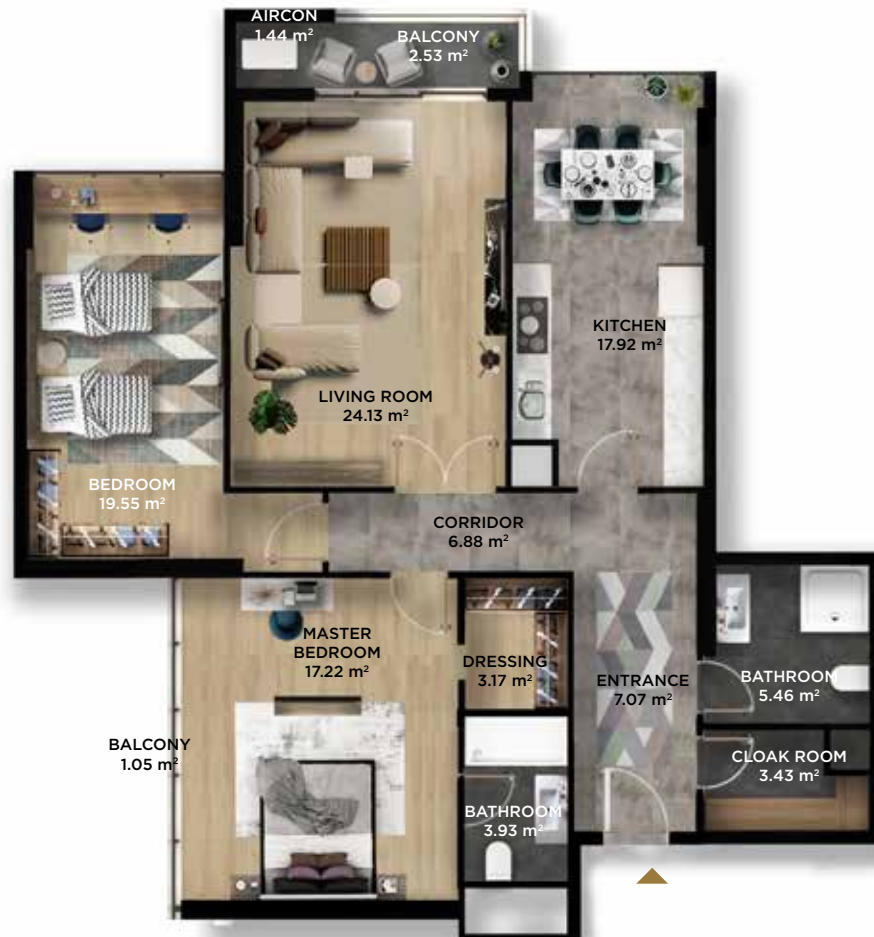 AIRCON
1.44 m²
BALCONY
2.53 m²
KITCHEN
17.92 m²
LIVING ROOM
24.13 m²
BEDROOM
19.55 m²
CORRIDOR
6.88 m²
MASTER
BEDROOM
17.22 m²
DRESSING
3.17 m²
ENTRANCE
7.07 m²
BATHROOM
5.46 m²
BALCONY
1.05 m²
CLOAK ROOM
3.43 m²
BATHROOM
3.93 m²